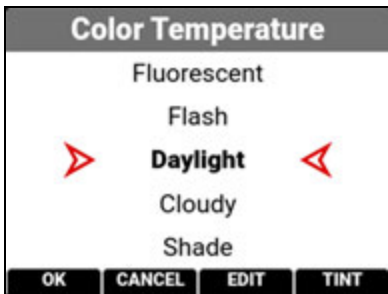 Color Temperature
Fluorescent
Flash
Daylight
Cloudy
Shade
OK CANCEL EDIT TINT